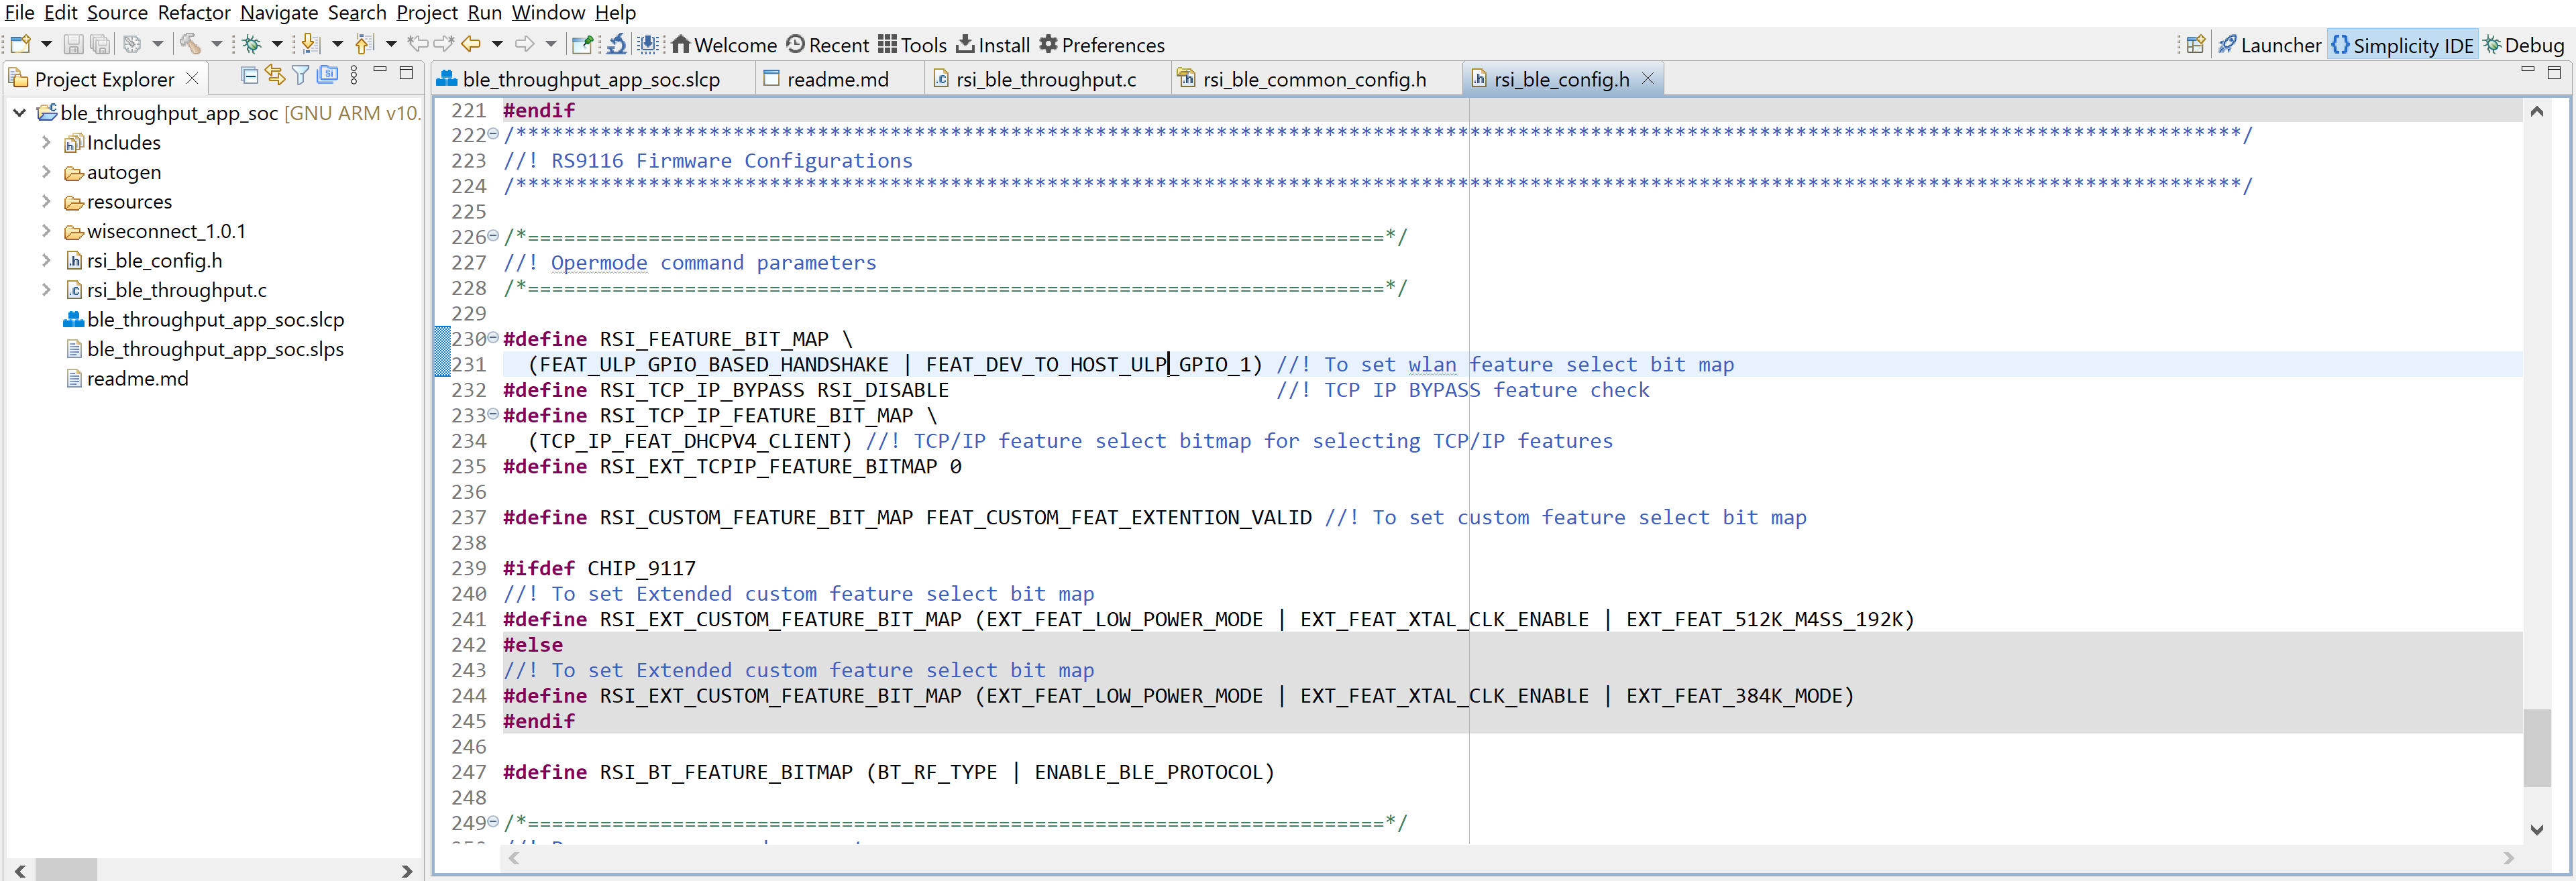 File Edit Source Refactor Navigate Search Project Run Window Help
Welcome Recent Tools Install Preferences Launcher Simplicity IDE Debug
Project Explorer
ble_throughput_app_soc [GNU ARM v10.
Includes
autogen
resources
wiseconnect_1.0.1
rsi_ble_config.h
rsi_ble_throughput.c
ble_throughput_app_soc.slcp
ble_throughput_app_soc.slps
readme.md
ble_throughput_app_soc.slcp readme.md rsi_ble_throughput.c rsi_ble_common_config.h rsi_ble_config.h
221 #endif
222 /***********************************************************************************************************************************************/
223 //! RS9116 Firmware Configurations
224 /***********************************************************************************************************************************************/
225
226 /*=======================================================================*/
227 //! Opermode command parameters
228 /*=======================================================================*/
229
230 #define RSI_FEATURE_BIT_MAP \
231 (FEAT_ULP_GPIO_BASED_HANDSHAKE | FEAT_DEV_TO_HOST_ULP_GPIO_1) //! To set wlan feature select bit map
232 #define RSI_TCP_IP_BYPASS RSI_DISABLE //! TCP IP BYPASS feature check
233 #define RSI_TCP_IP_FEATURE_BIT_MAP \
234 (TCP_IP_FEAT_DHCPV4_CLIENT) //! TCP/IP feature select bitmap for selecting TCP/IP features
235 #define RSI_EXT_TCPIP_FEATURE_BITMAP 0
236
237 #define RSI_CUSTOM_FEATURE_BIT_MAP FEAT_CUSTOM_FEAT_EXTENTION_VALID //! To set custom feature select bit map
238
239 #ifdef CHIP_9117
240 //! To set Extended custom feature select bit map
241 #define RSI_EXT_CUSTOM_FEATURE_BIT_MAP (EXT_FEAT_LOW_POWER_MODE | EXT_FEAT_XTAL_CLK_ENABLE | EXT_FEAT_512K_M4SS_192K)
242 #else
243 //! To set Extended custom feature select bit map
244 #define RSI_EXT_CUSTOM_FEATURE_BIT_MAP (EXT_FEAT_LOW_POWER_MODE | EXT_FEAT_XTAL_CLK_ENABLE | EXT_FEAT_384K_MODE)
245 #endif
246
247 #define RSI_BT_FEATURE_BITMAP (BT_RF_TYPE | ENABLE_BLE_PROTOCOL)
248
249 /*=======================================================================*/